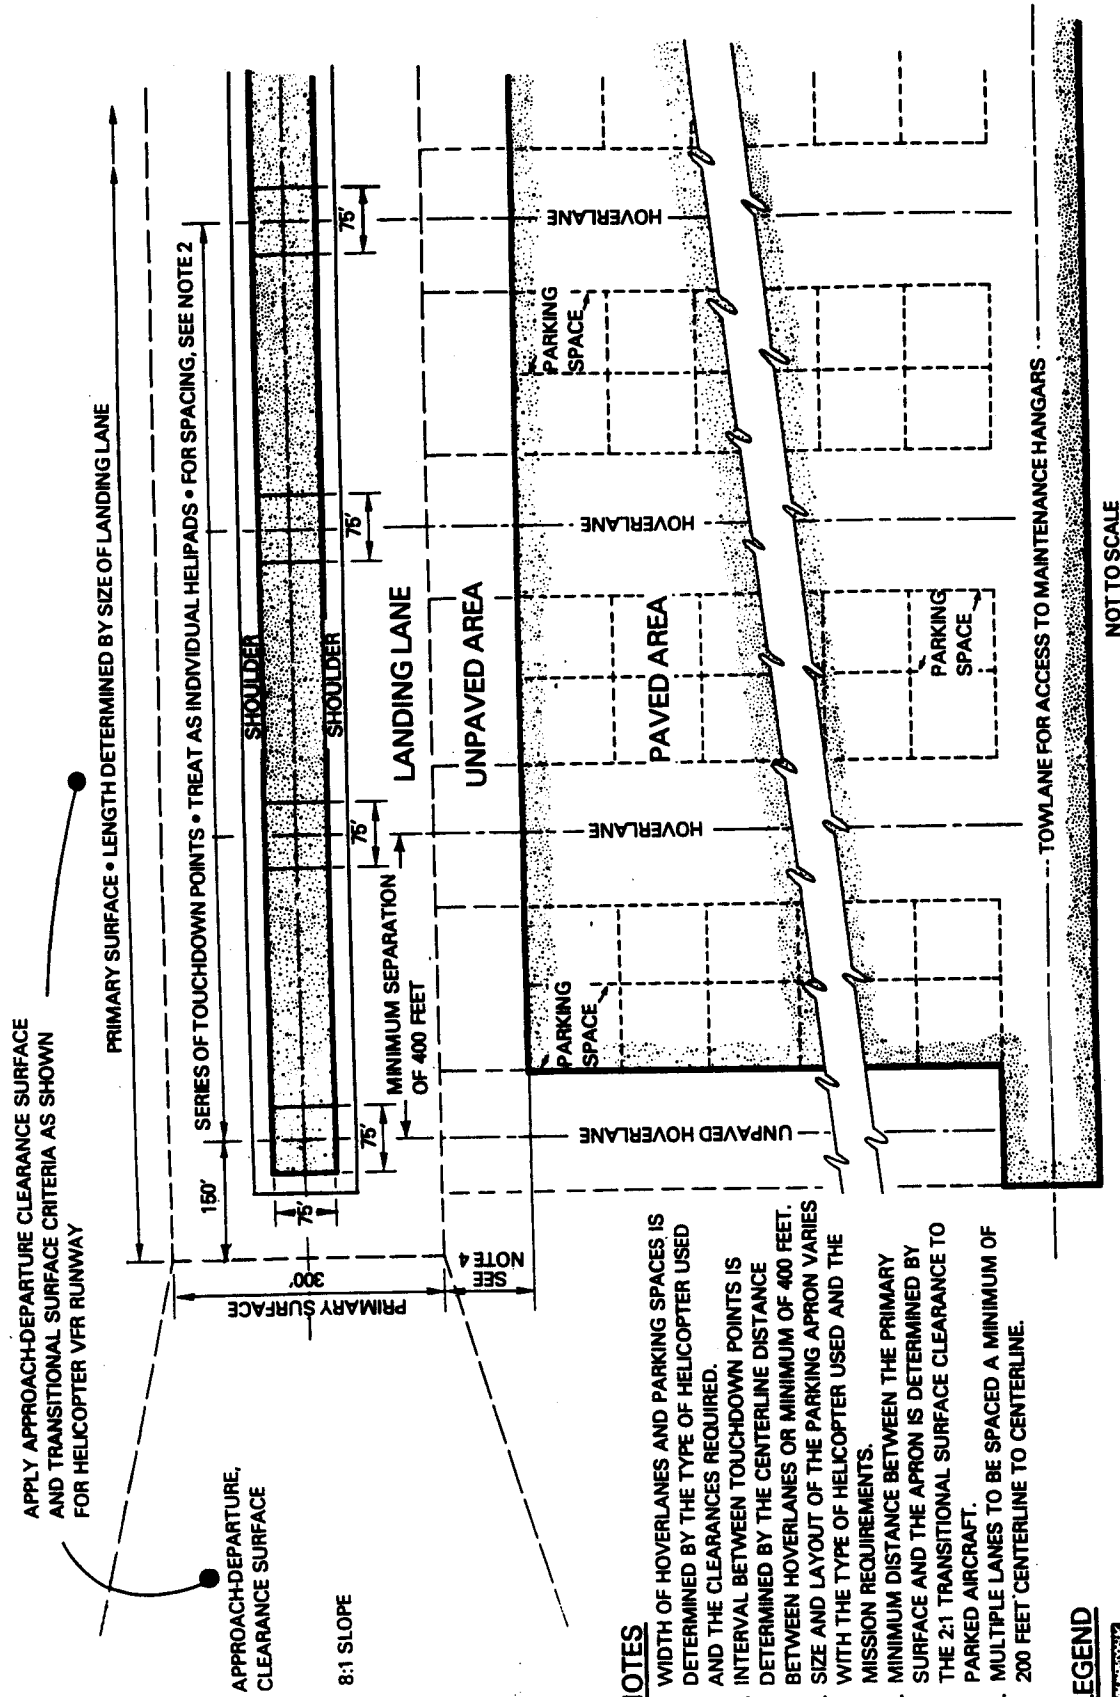 APPLY APPROACH-DEPARTURE CLEARANCE SURFACE
AND TRANSITIONAL SURFACE CRITERIA AS SHOWN
FOR HELICOPTER VFR RUNWAY
PRIMARY SURFACE • LENGTH DETERMINED BY SIZE OF LANDING LANE
SERIES OF TOUCHDOWN POINTS • TREAT AS INDIVIDUAL HELIPADS • FOR SPACING, SEE NOTE 2
150'
APPROACH-DEPARTURE,
CLEARANCE SURFACE
8:1 SLOPE
PRIMARY SURFACE
300'
75'
SEE
NOTE 4
SHOULDER
SHOULDER
75'
75'
75'
75'
MINIMUM SEPARATION
OF 400 FEET
LANDING LANE
UNPAVED AREA
PAVED AREA
UNPAVED HOVERLANE
HOVERLANE
HOVERLANE
HOVERLANE
PARKING
SPACE
PARKING
SPACE
PARKING
SPACE
TOWLANE FOR ACCESS TO MAINTENANCE HANGARS
NOT TO SCALE
NOTES
WIDTH OF HOVERLANES AND PARKING SPACES IS
DETERMINED BY THE TYPE OF HELICOPTER USED
AND THE CLEARANCES REQUIRED.
INTERVAL BETWEEN TOUCHDOWN POINTS IS
DETERMINED BY THE CENTERLINE DISTANCE
BETWEEN HOVERLANES OR MINIMUM OF 400 FEET.
SIZE AND LAYOUT OF THE PARKING APRON VARIES
WITH THE TYPE OF HELICOPTER USED AND THE
MISSION REQUIREMENTS.
MINIMUM DISTANCE BETWEEN THE PRIMARY
SURFACE AND THE APRON IS DETERMINED BY
THE 2:1 TRANSITIONAL SURFACE CLEARANCE TO
PARKED AIRCRAFT.
MULTIPLE LANES TO BE SPACED A MINIMUM OF
200 FEET CENTERLINE TO CENTERLINE.
LEGEND